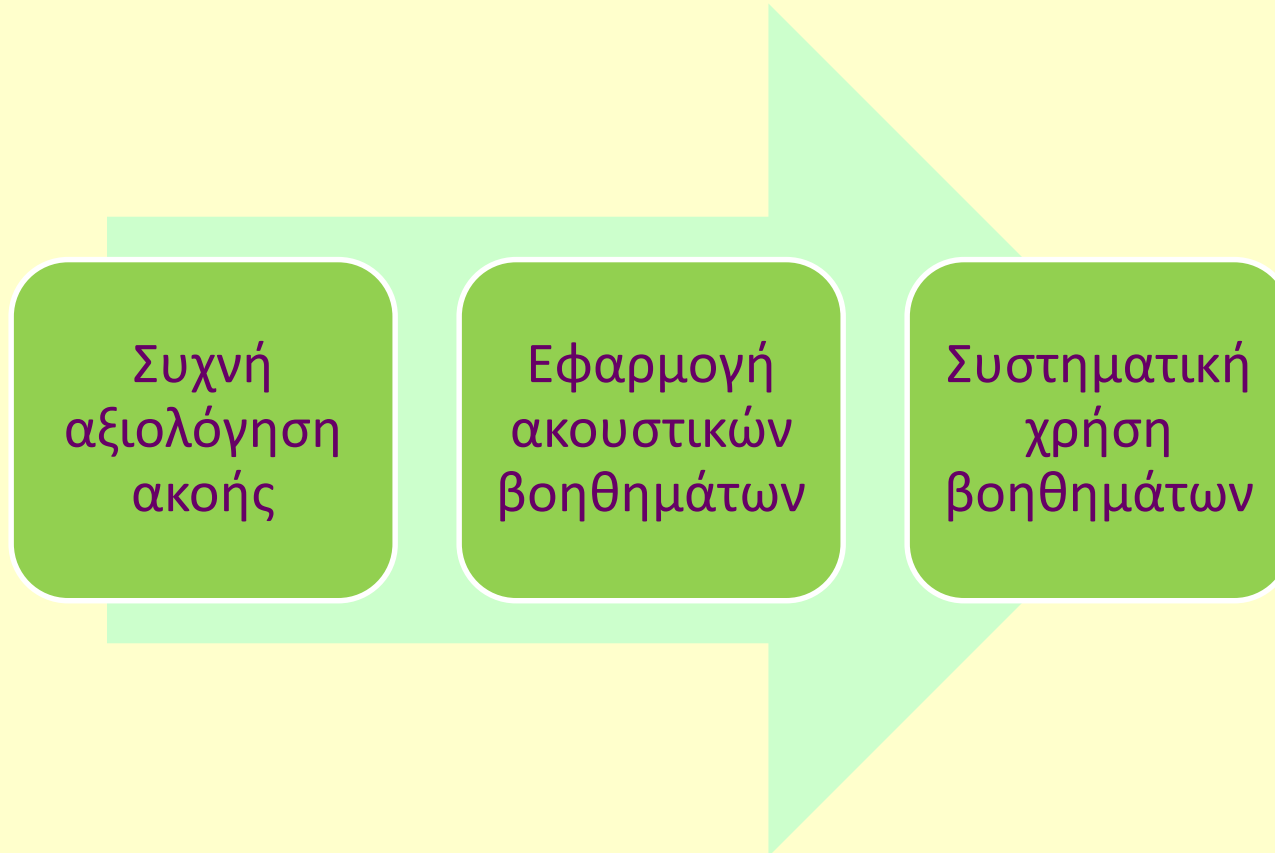 Συχνή
αξιολόγηση
ακοής
Εφαρμογή
ακουστικών
βοηθημάτων
Συστηματική
χρήση
βοηθημάτων